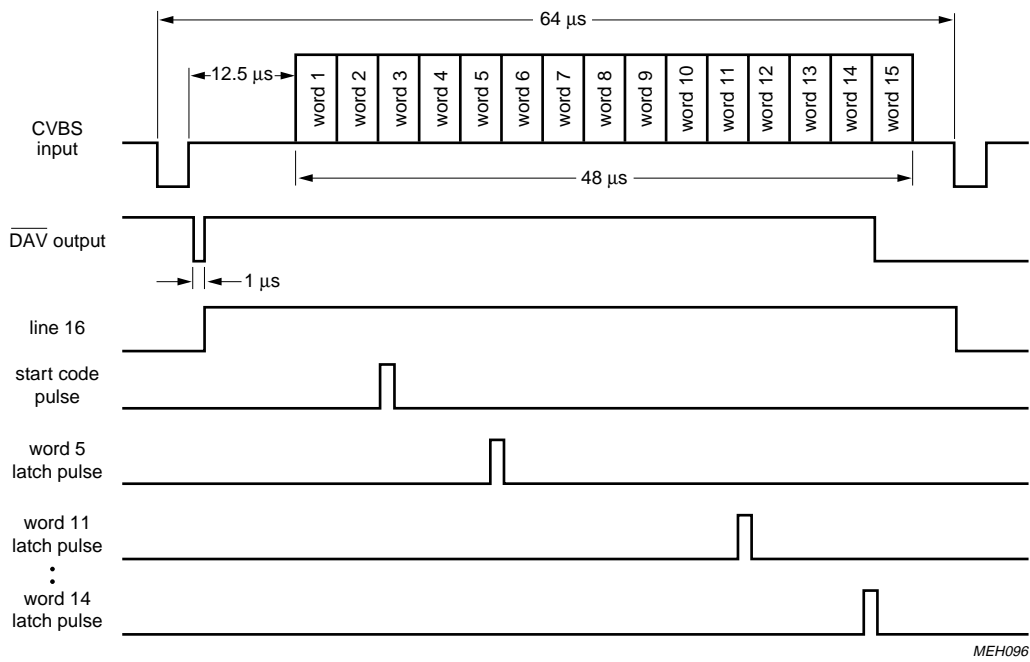 64 µs
12.5 µs
word 1
word 2
word 3
word 4
word 5
word 6
word 7
word 8
word 9
word 10
word 11
word 12
word 13
word 14
word 15
CVBS
input
48 µs
DAV output
1 µs
line 16
start code
pulse
word 5
latch pulse
word 11
latch pulse
:
word 14
latch pulse
MEH096